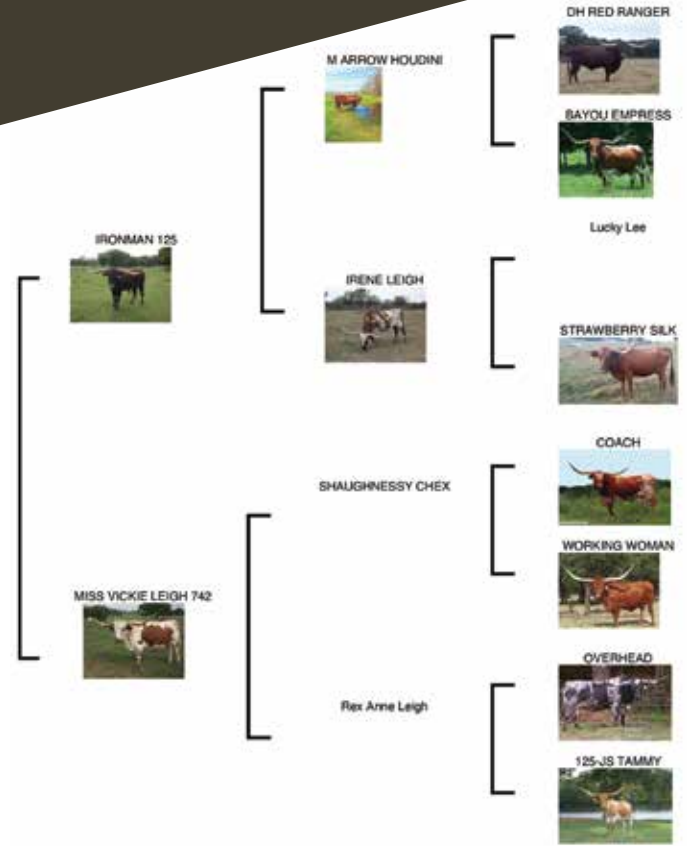 DH RED RANGER
M ARROW HOUDINI
BAYOU EMPRESS
Lucky Lee
IRONMAN 125
IRENE LEIGH
STRAWBERRY SILK
COACH
SHAUGHNESSY CHEX
WORKING WOMAN
MISS VICKIE LEIGH 742
OVERHEAD
Rex Anne Leigh
125-JS TAMMY